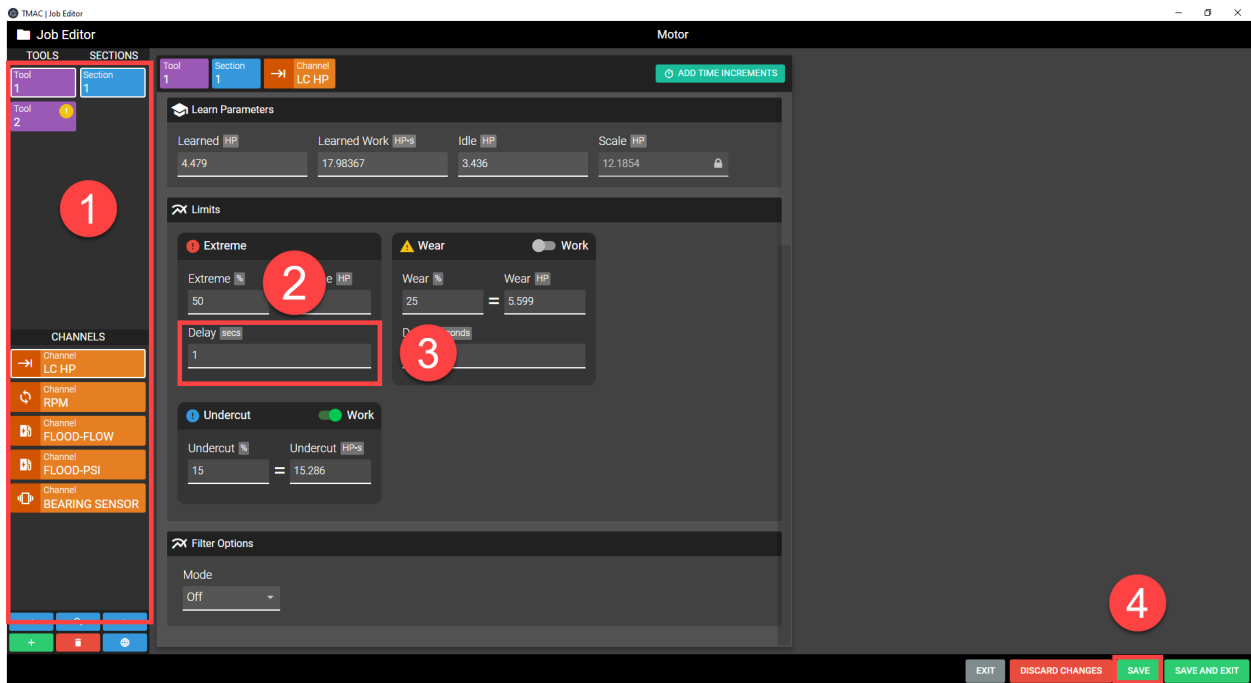 TMAC | Job Editor
Job Editor
Motor
TOOLS SECTIONS
Tool
1
Section
1
Tool
2
1
CHANNELS
Channel
LC HP
Channel
RPM
Channel
FLOOD-FLOW
Channel
FLOOD-PSI
Channel
BEARING SENSOR
Tool
1
Section
1
Channel
LC HP
ADD TIME INCREMENTS
Learn Parameters
Learned HP Learned Work HP•s Idle HP Scale HP
4.479 17.98367 3.436 12.1854
Limits
Extreme
Extreme % HP
50
2
Delay secs
1
Wear Work
Wear % Wear HP
25 = 5.599
3
Undercut Work
Undercut % Undercut HP•s
15 = 15.286
Filter Options
Mode
Off
4
EXIT DISCARD CHANGES SAVE SAVE AND EXIT